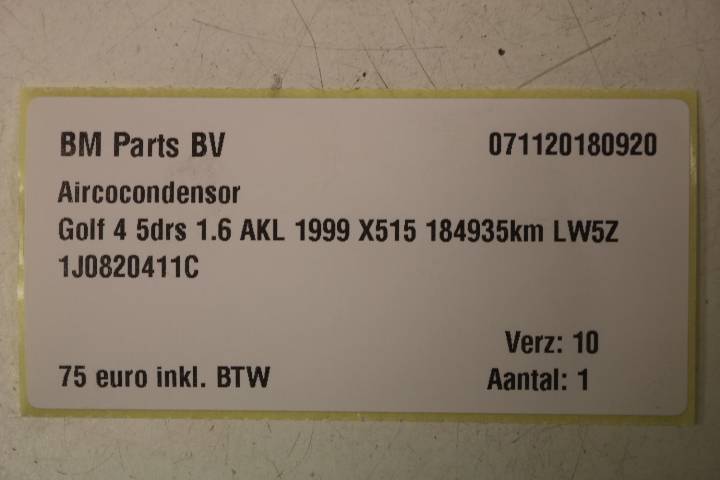 BM Parts BV 071120180920
Aircocondensor
Golf 4 5drs 1.6 AKL 1999 X515 184935km LW5Z
1J0820411C
Verz: 10
75 euro inkl. BTW Aantal: 1